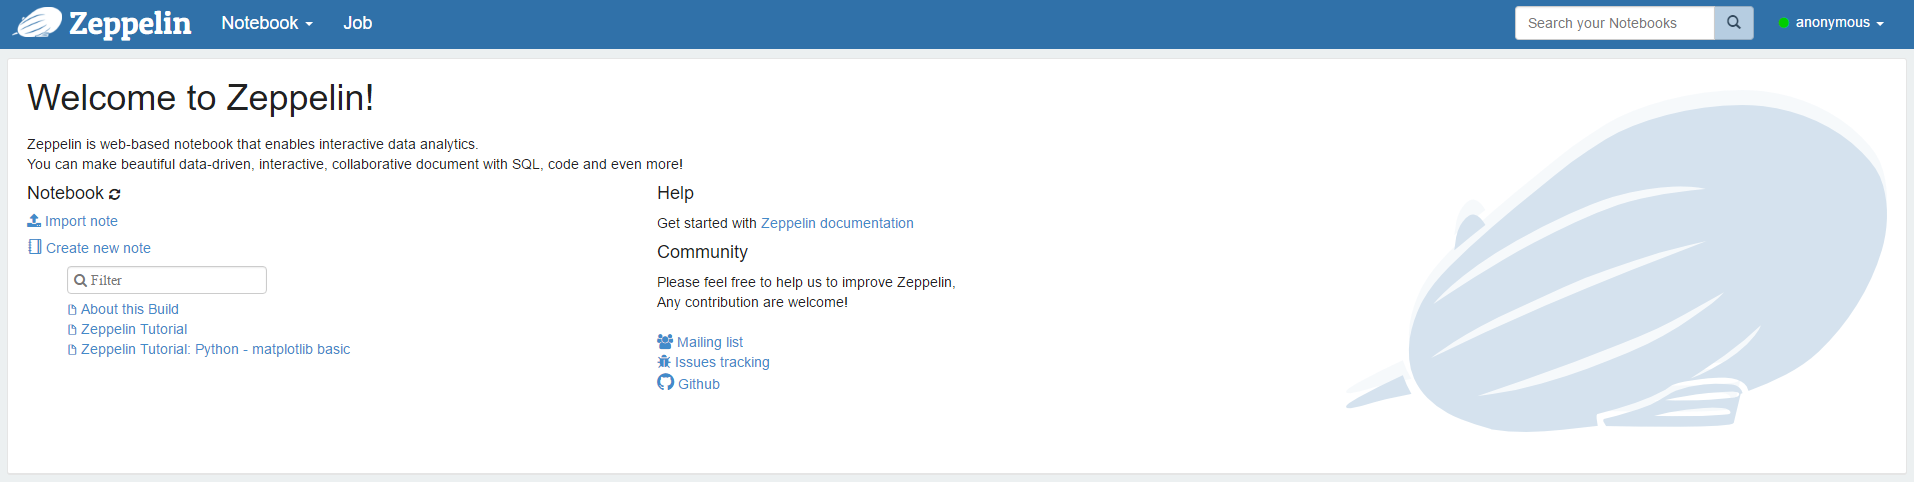 Zeppelin Notebook Job Search your Notebooks anonymous
Welcome to Zeppelin!
Zeppelin is web-based notebook that enables interactive data analytics.
You can make beautiful data-driven, interactive, collaborative document with SQL, code and even more!
Notebook
Import note
Create new note
Filter
About this Build
Zeppelin Tutorial
Zeppelin Tutorial: Python - matplotlib basic
Help
Get started with Zeppelin documentation
Community
Please feel free to help us to improve Zeppelin,
Any contribution are welcome!
Mailing list
Issues tracking
Github